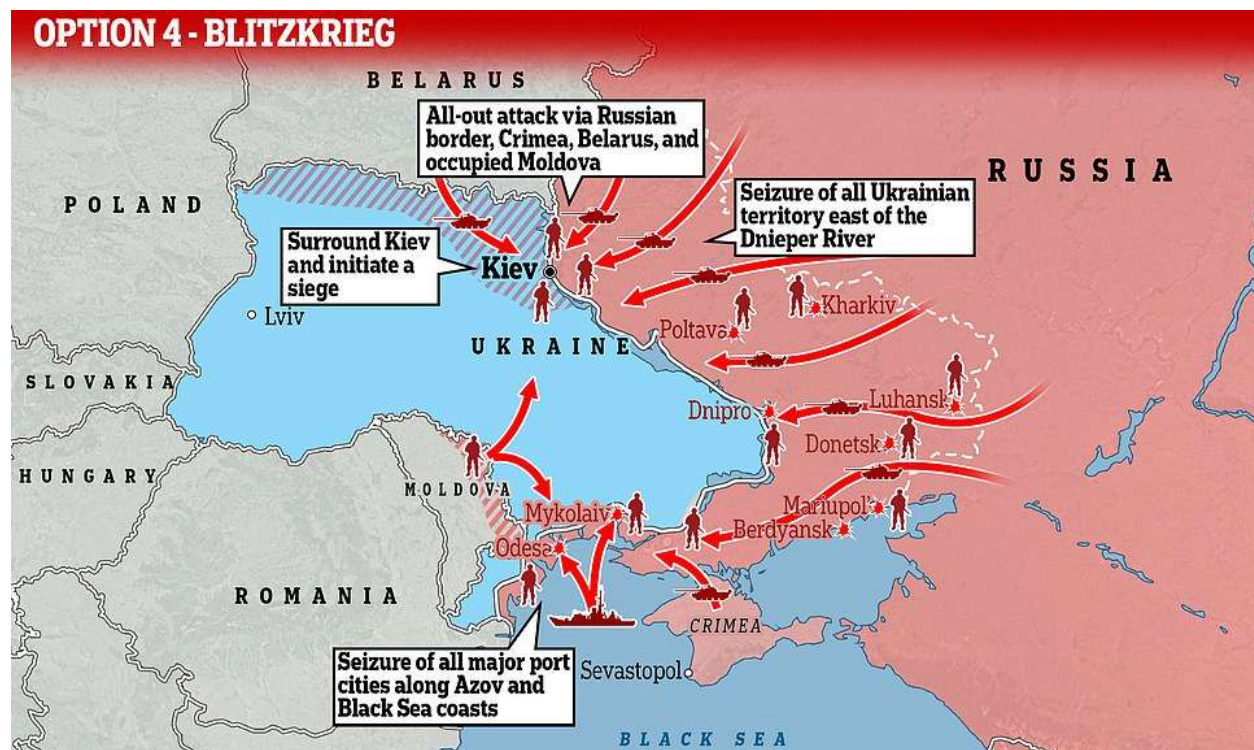 OPTION 4 - BLITZKRIEG
BELARUS
All-out attack via Russian
border, Crimea, Belarus, and
occupied Moldova
RUSSIA
POLAND
Seizure of all Ukrainian
territory east of the
Dnieper River
Surround Kiev
and initiate a
siege
Kiev
Lviv
Kharkiv
Poltava
UKRAINE
SLOVAKIA
Luhansk
Dnipro
Donetsk
HUNGARY
MOLDOVA
Mariupol'
Mykolaiv
Berdyansk
Odesa
ROMANIA
CRIMEA
Seizure of all major port
cities along Azov and
Black Sea coasts
Sevastopol
BLACK SEA